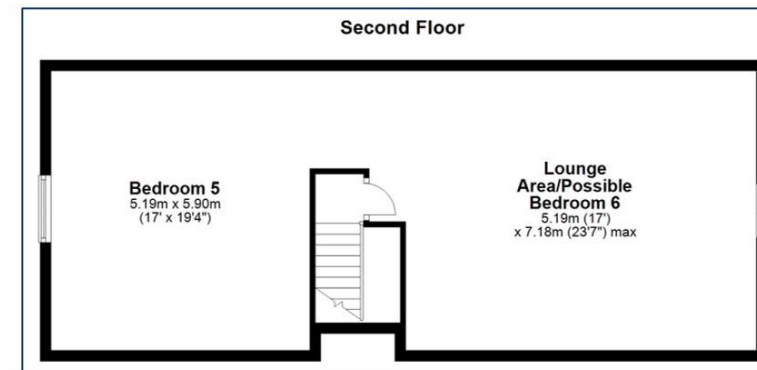 Second Floor
Bedroom 5
5.19m x 5.90m
(17' x 19'4")
Lounge
Area/Possible
Bedroom 6
5.19m (17')
x 7.18m (23'7") max